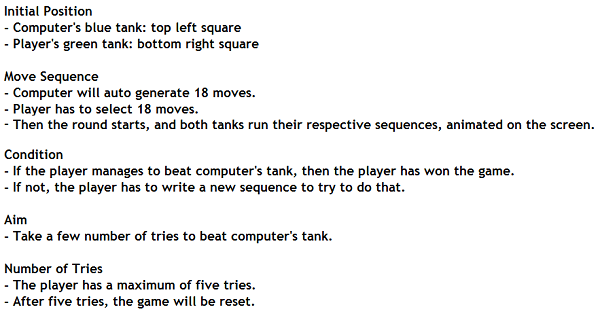 Initial Position
- Computer's blue tank: top left square
- Player's green tank: bottom right square
Move Sequence
- Computer will auto generate 18 moves.
- Player has to select 18 moves.
- Then the round starts, and both tanks run their respective sequences, animated on the screen.
Condition
- If the player manages to beat computer's tank, then the player has won the game.
- If not, the player has to write a new sequence to try to do that.
Aim
- Take a few number of tries to beat computer's tank.
Number of Tries
- The player has a maximum of five tries.
- After five tries, the game will be reset.